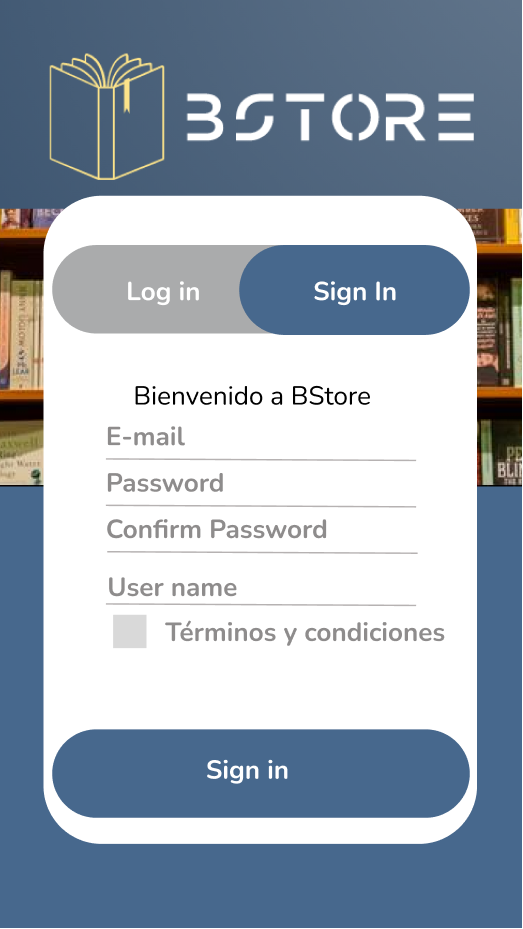 BSTORE
Log in
Sign In
Bienvenido a BStore
E-mail
Password
Confirm Password
User name
Términos y condiciones
Sign in